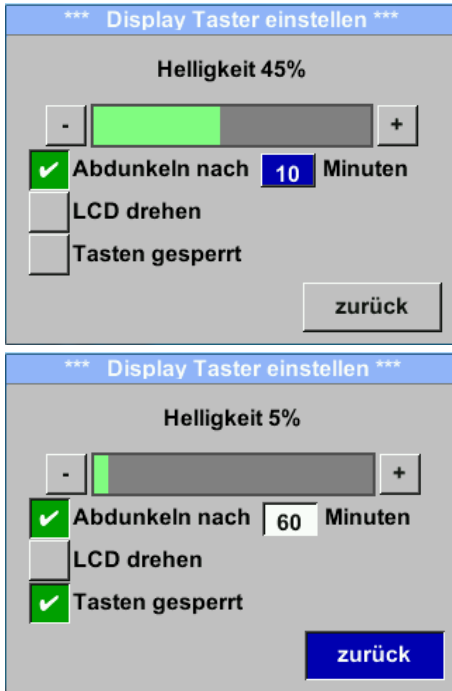 *** Display Taster einstellen ***
Helligkeit 45%
- +
Abdunkeln nach 10 Minuten
LCD drehen
Tasten gesperrt
zurück
*** Display Taster einstellen ***
Helligkeit 5%
- +
Abdunkeln nach 60 Minuten
LCD drehen
Tasten gesperrt
zurück